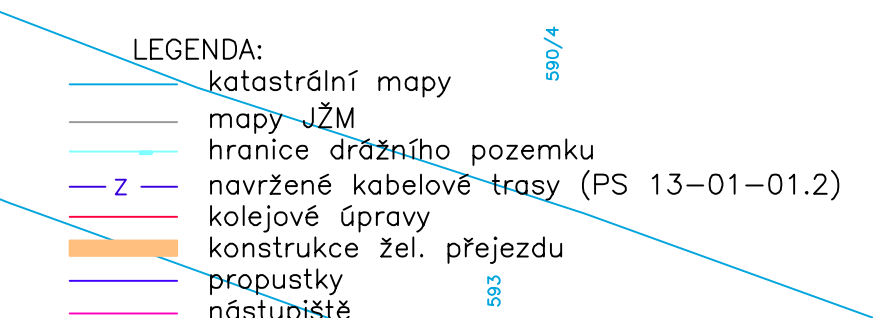 LEGENDA:
590/4
katastrální mapy
mapy JŽM
hranice drážního pozemku
Z navržené kabelové trasy (PS 13-01-01.2)
kolejové úpravy
konstrukce žel. přejezdu
propustky
593
nástupiště